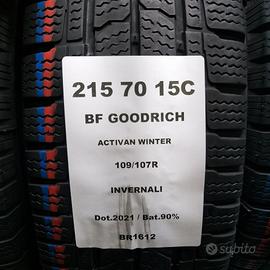 215 70 15C
BF GOODRICH
ACTIVAN WINTER
109/107R
INVERNALI
Dot.2021 / Bat.90%
BR1612
subito